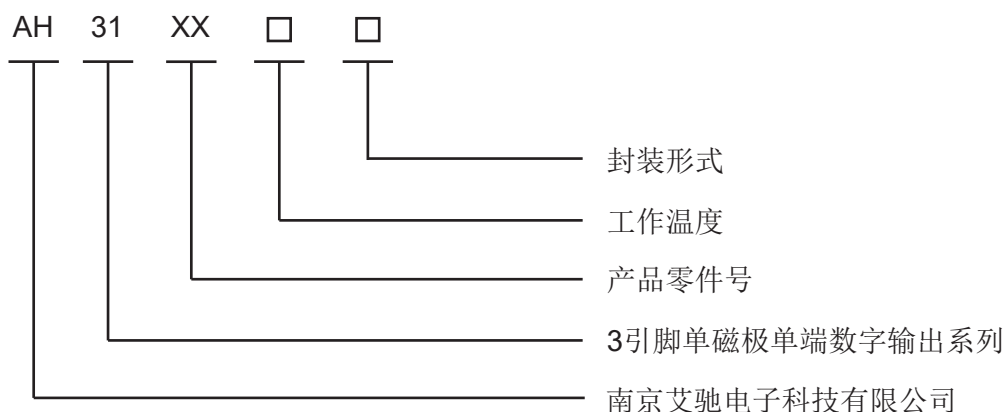 AH 31 XX □ □
封装形式
工作温度
产品零件号
3引脚单磁极单端数字输出系列
南京艾驰电子科技有限公司